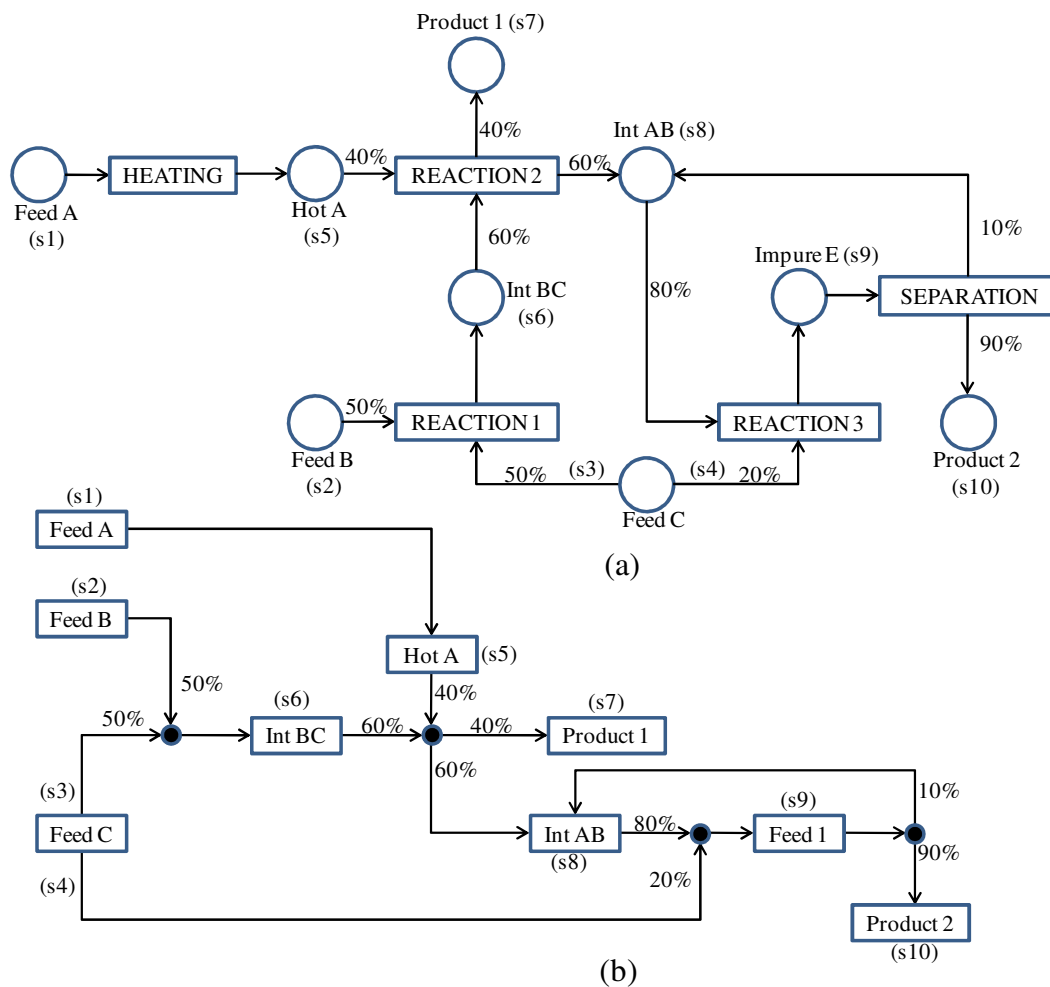 Product 1 (s7)
40%
Int AB (s8)
40%
60%
HEATING
REACTION 2
Feed A
(s1)
Hot A
(s5)
10%
60%
Impure E (s9)
Int BC
(s6)
80%
SEPARATION
90%
50%
REACTION 1
REACTION 3
Feed B
(s2)
Product 2
(s10)
50%
(s3)
(s4)
20%
Feed C
(a)
(s1)
Feed A
(s2)
Feed B
Hot A
(s5)
50%
40%
(s6)
(s7)
50%
Int BC
60%
40%
Product 1
60%
(s3)
10%
(s9)
Feed C
Int AB
80%
Feed 1
90%
(s8)
(s4)
20%
Product 2
(s10)
(b)